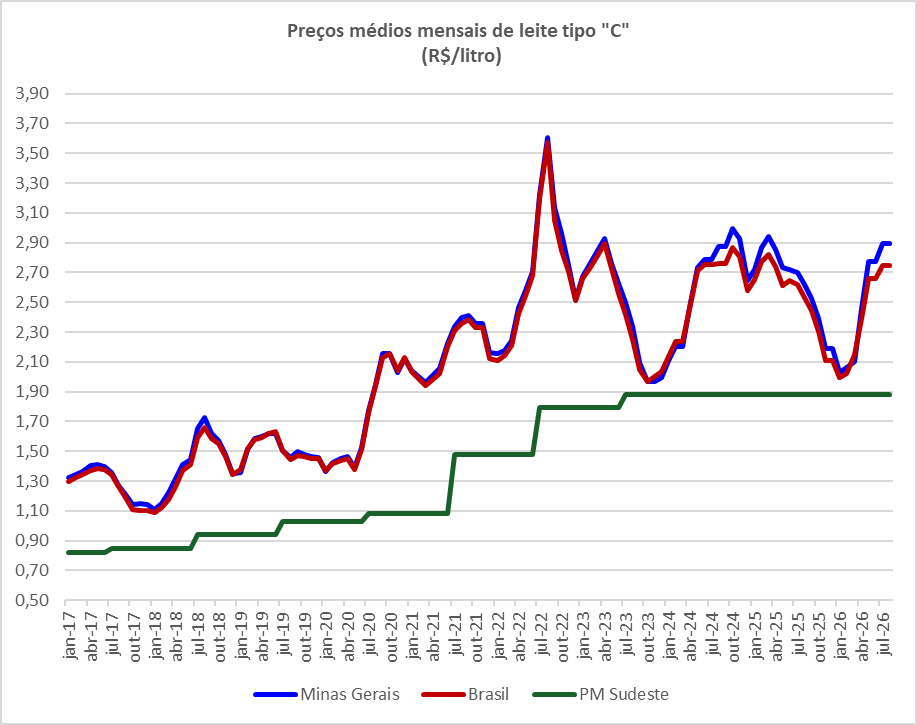 Preços médios mensais de leite tipo "C"
(R$/litro)
3,90
3,70
3,50
3,30
3,10
2,90
2,70
2,50
2,30
2,10
1,90
1,70
1,50
1,30
1,10
0,90
0,70
0,50
jan-17
abr-17
jul-17
out-17
jan-18
abr-18
jul-18
out-18
jan-19
abr-19
jul-19
out-19
jan-20
abr-20
jul-20
out-20
jan-21
abr-21
jul-21
out-21
jan-22
abr-22
jul-22
out-22
jan-23
abr-23
jul-23
out-23
jan-24
abr-24
jul-24
out-24
jan-25
abr-25
jul-25
out-25
jan-26
abr-26
jul-26
Minas Gerais
Brasil
PM Sudeste